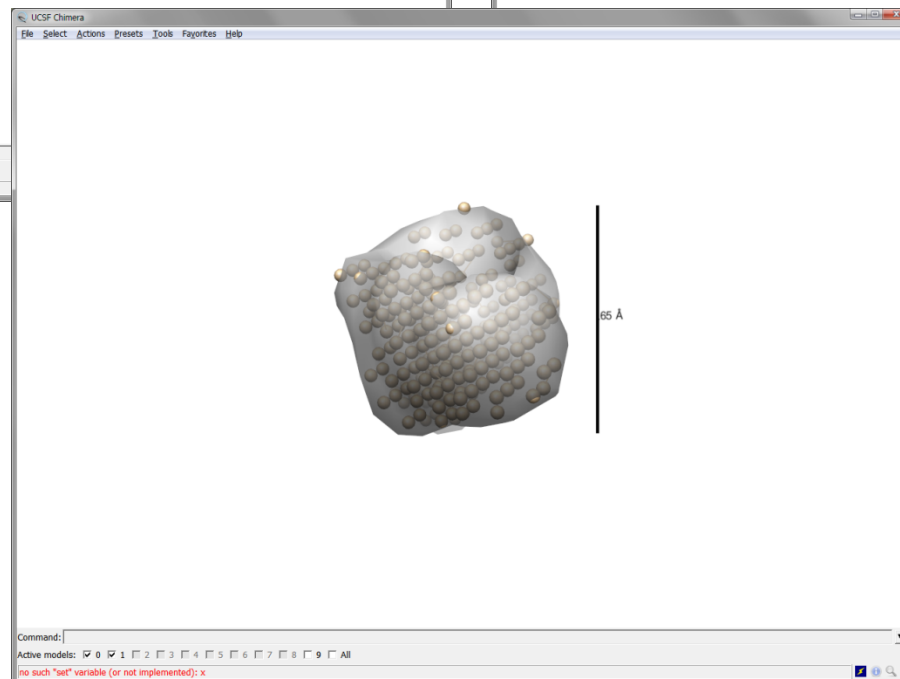 UCSF Chimera
File Select Actions Presets Tools Favorites Help
65 Å
Command:
Active models: 0 1 2 3 4 5 6 7 8 9 All
no such "set" variable (or not implemented): x